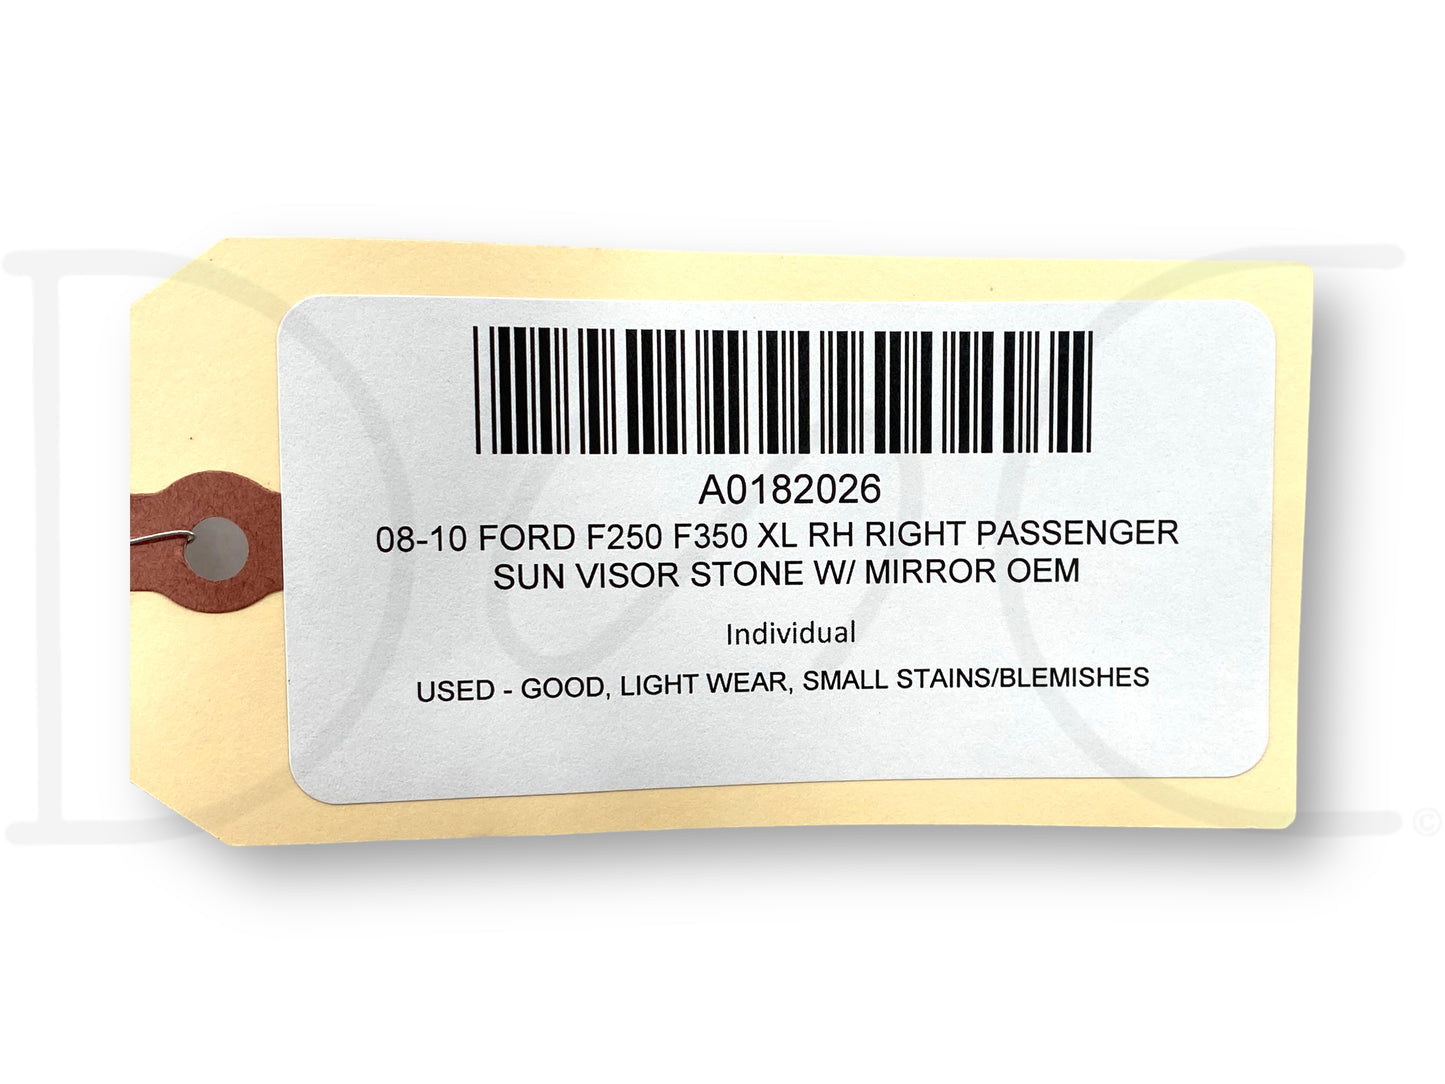 A0182026
08-10 FORD F250 F350 XL RH RIGHT PASSENGER
SUN VISOR STONE W/ MIRROR OEM
Individual
USED - GOOD, LIGHT WEAR, SMALL STAINS/BLEMISHES
©